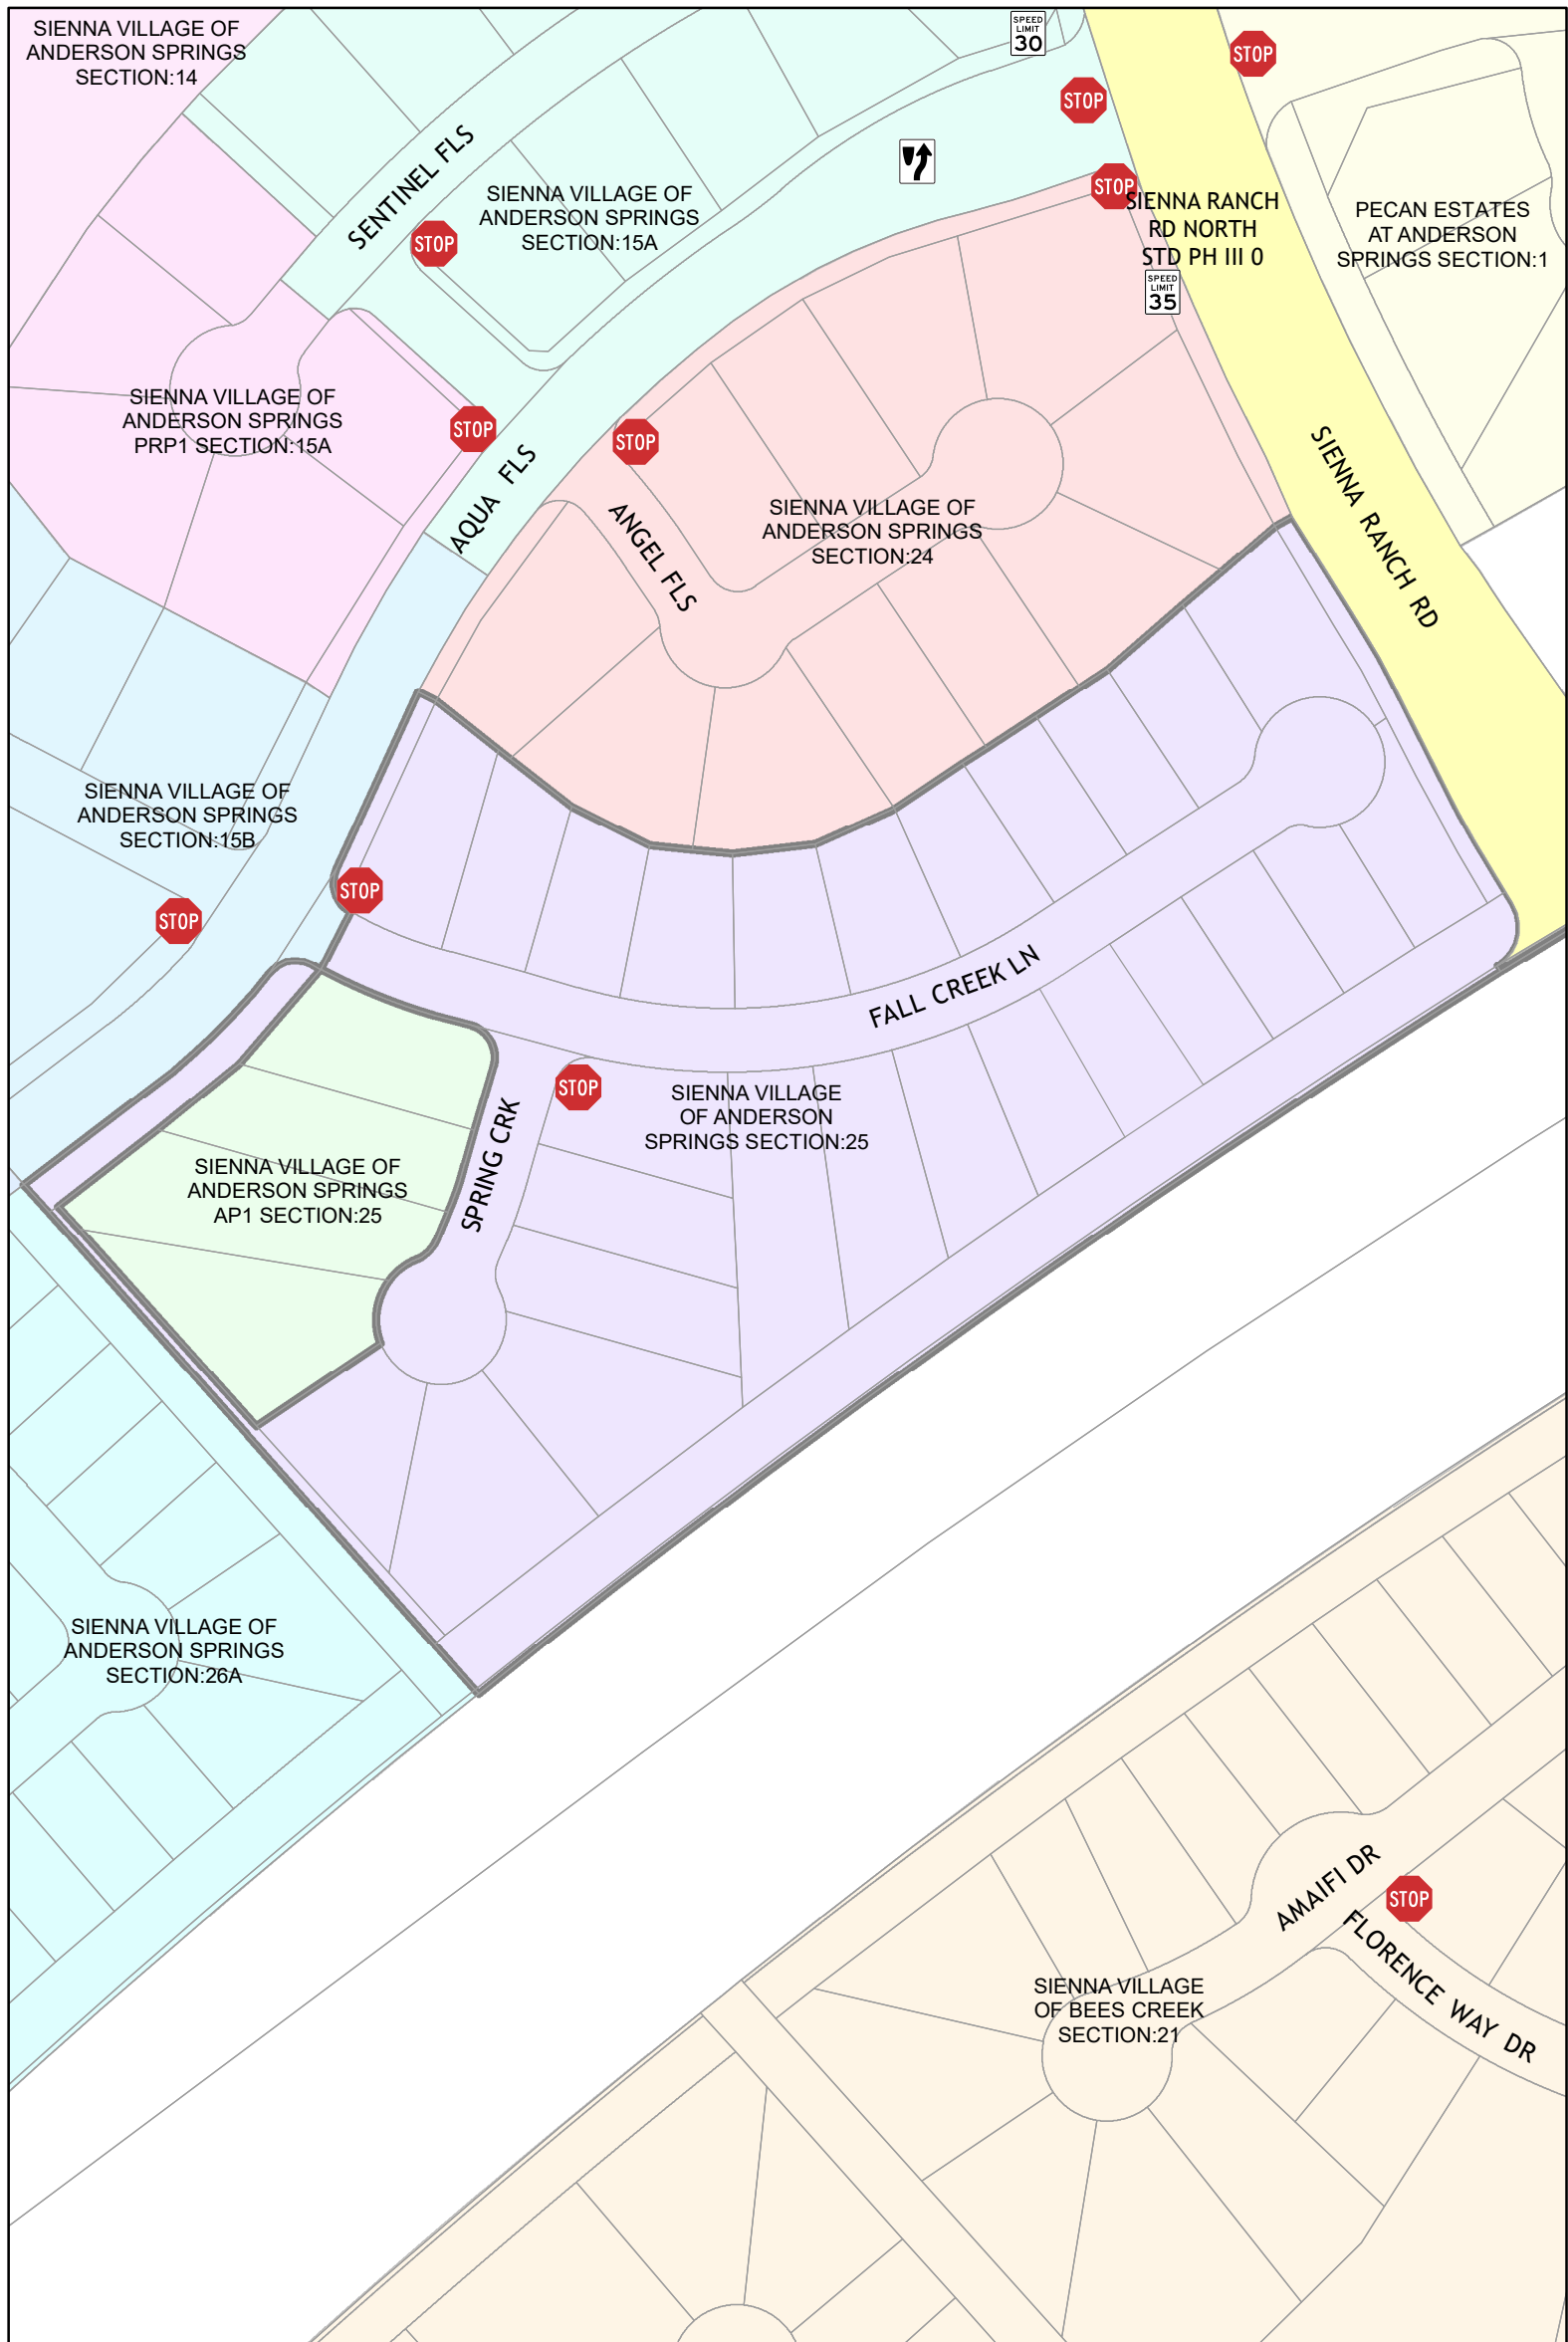 SIENNA VILLAGE OF
ANDERSON SPRINGS
SECTION:14
SPEED
LIMIT
30
STOP
STOP
SENTINEL FLS
STOP
SIENNA VILLAGE OF
ANDERSON SPRINGS
SECTION:15A
STOP
SIENNA RANCH
RD NORTH
STD PH III 0
SPEED
LIMIT
35
PECAN ESTATES
AT ANDERSON
SPRINGS SECTION:1
SIENNA VILLAGE OF
ANDERSON SPRINGS
PRP1 SECTION:15A
STOP
STOP
AQUA FLS
ANGEL FLS
SIENNA VILLAGE OF
ANDERSON SPRINGS
SECTION:24
SIENNA RANCH RD
SIENNA VILLAGE OF
ANDERSON SPRINGS
SECTION:15B
STOP
STOP
FALL CREEK LN
STOP
SIENNA VILLAGE
OF ANDERSON
SPRINGS SECTION:25
SPRING CRK
SIENNA VILLAGE OF
ANDERSON SPRINGS
AP1 SECTION:25
SIENNA VILLAGE OF
ANDERSON SPRINGS
SECTION:26A
AMAIFI DR
STOP
FLORENCE WAY DR
SIENNA VILLAGE
OF BEES CREEK
SECTION:21